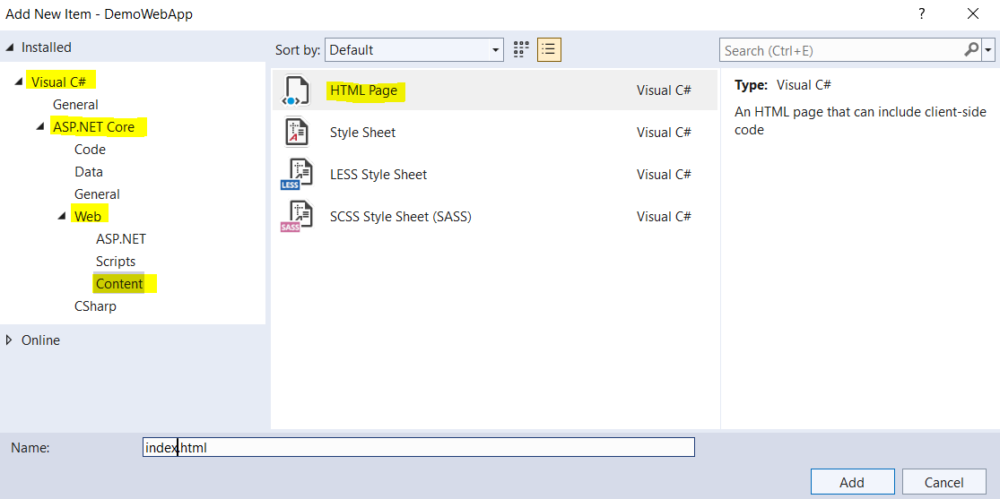 Add New Item - DemoWebApp ?
Installed
Sort by: Default
Search (Ctrl+E)
Visual C#
General
ASP.NET Core
Code
Data
General
Web
ASP.NET
Scripts
Content
CSharp
Online
HTML Page Visual C#
Style Sheet Visual C#
LESS LESS Style Sheet Visual C#
SASS SCSS Style Sheet (SASS) Visual C#
Type: Visual C#
An HTML page that can include client-side
code
Name: index.html
Add Cancel